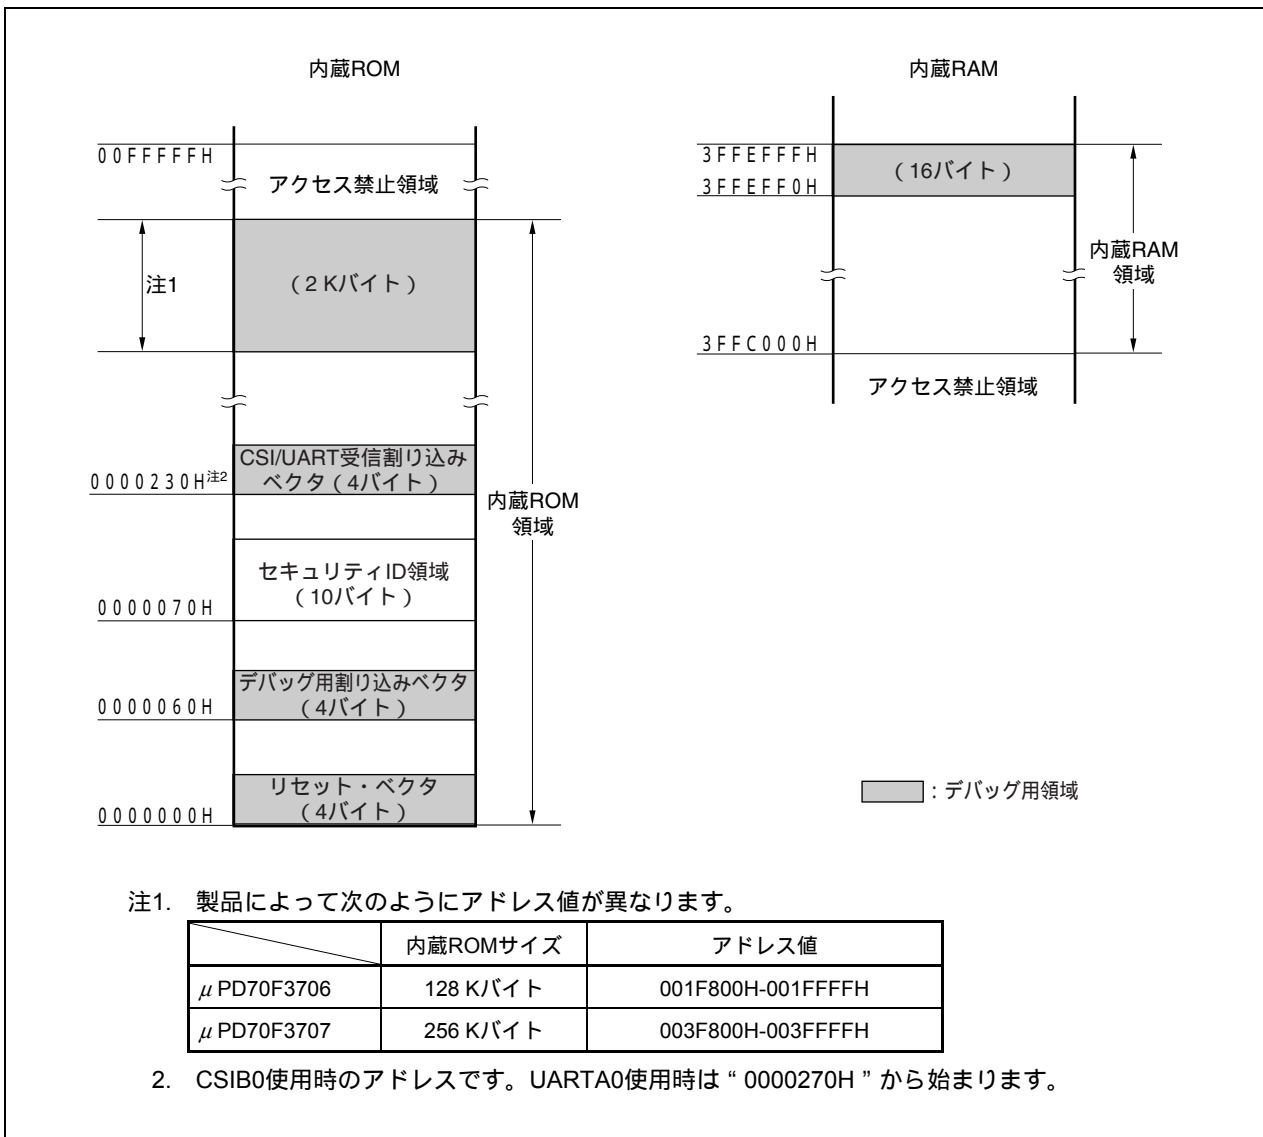 内蔵ROM
00FFFFFH
アクセス禁止領域
注1
（2 Kバイト）
CSI/UART受信割り込み
ベクタ（4バイト）
0000230H注2
内蔵ROM
領域
セキュリティID領域
（10バイト）
0000070H
デバッグ用割り込みベクタ
（4バイト）
0000060H
リセット・ベクタ
（4バイト）
0000000H
内蔵RAM
3FFEFFFH
（16バイト）
3FFEFF0H
内蔵RAM
領域
3FFC000H
アクセス禁止領域
：デバッグ用領域
注1. 製品によって次のようにアドレス値が異なります。
内蔵ROMサイズ アドレス値
μPD70F3706 128 Kバイト 001F800H-001FFFFH
μPD70F3707 256 Kバイト 003F800H-003FFFFH
2. CSIB0使用時のアドレスです。UARTA0使用時は“0000270H”から始まります。